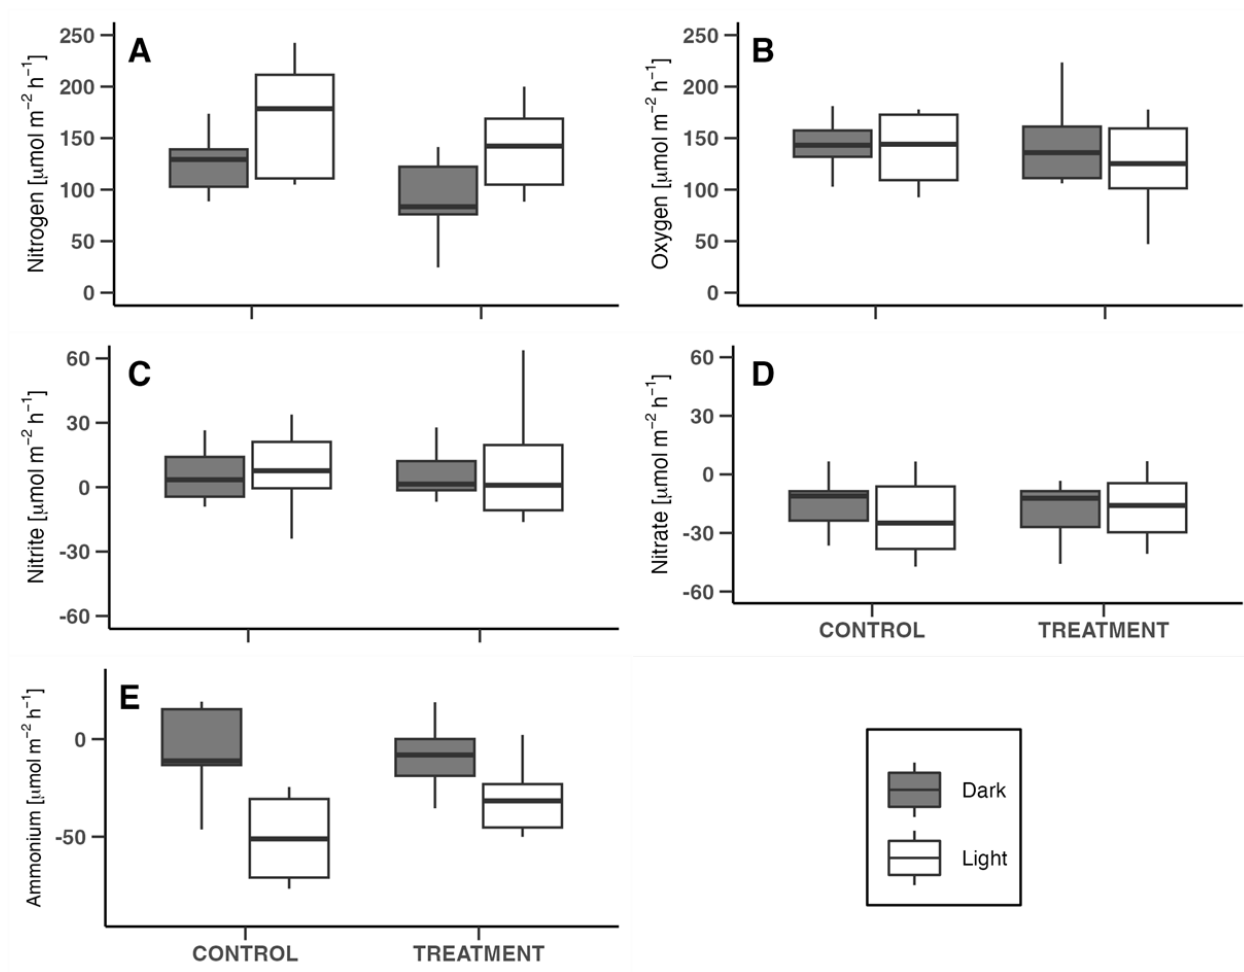 A
Nitrogen [μmol m⁻² h⁻¹]
250
200
150
100
50
0
B
Oxygen [μmol m⁻² h⁻¹]
250
200
150
100
50
0
C
Nitrite [μmol m⁻² h⁻¹]
60
30
0
-30
-60
D
Nitrate [μmol m⁻² h⁻¹]
60
30
0
-30
-60
CONTROL TREATMENT
E
Ammonium [μmol m⁻² h⁻¹]
0
-50
CONTROL TREATMENT
Dark
Light